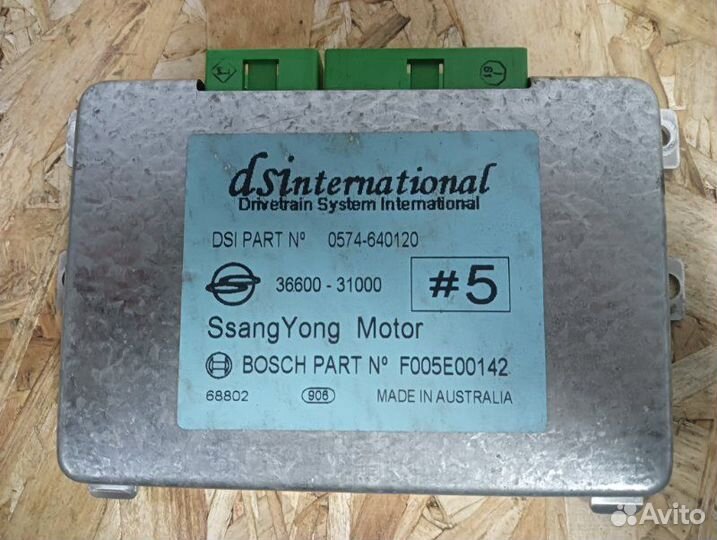 dsinternational
Drivetrain System International
DSI PART Nº 0574-640120
36600 - 31000
#5
SsangYong Motor
BOSCH PART Nº F005E00142
68802 906 MADE IN AUSTRALIA
Avito